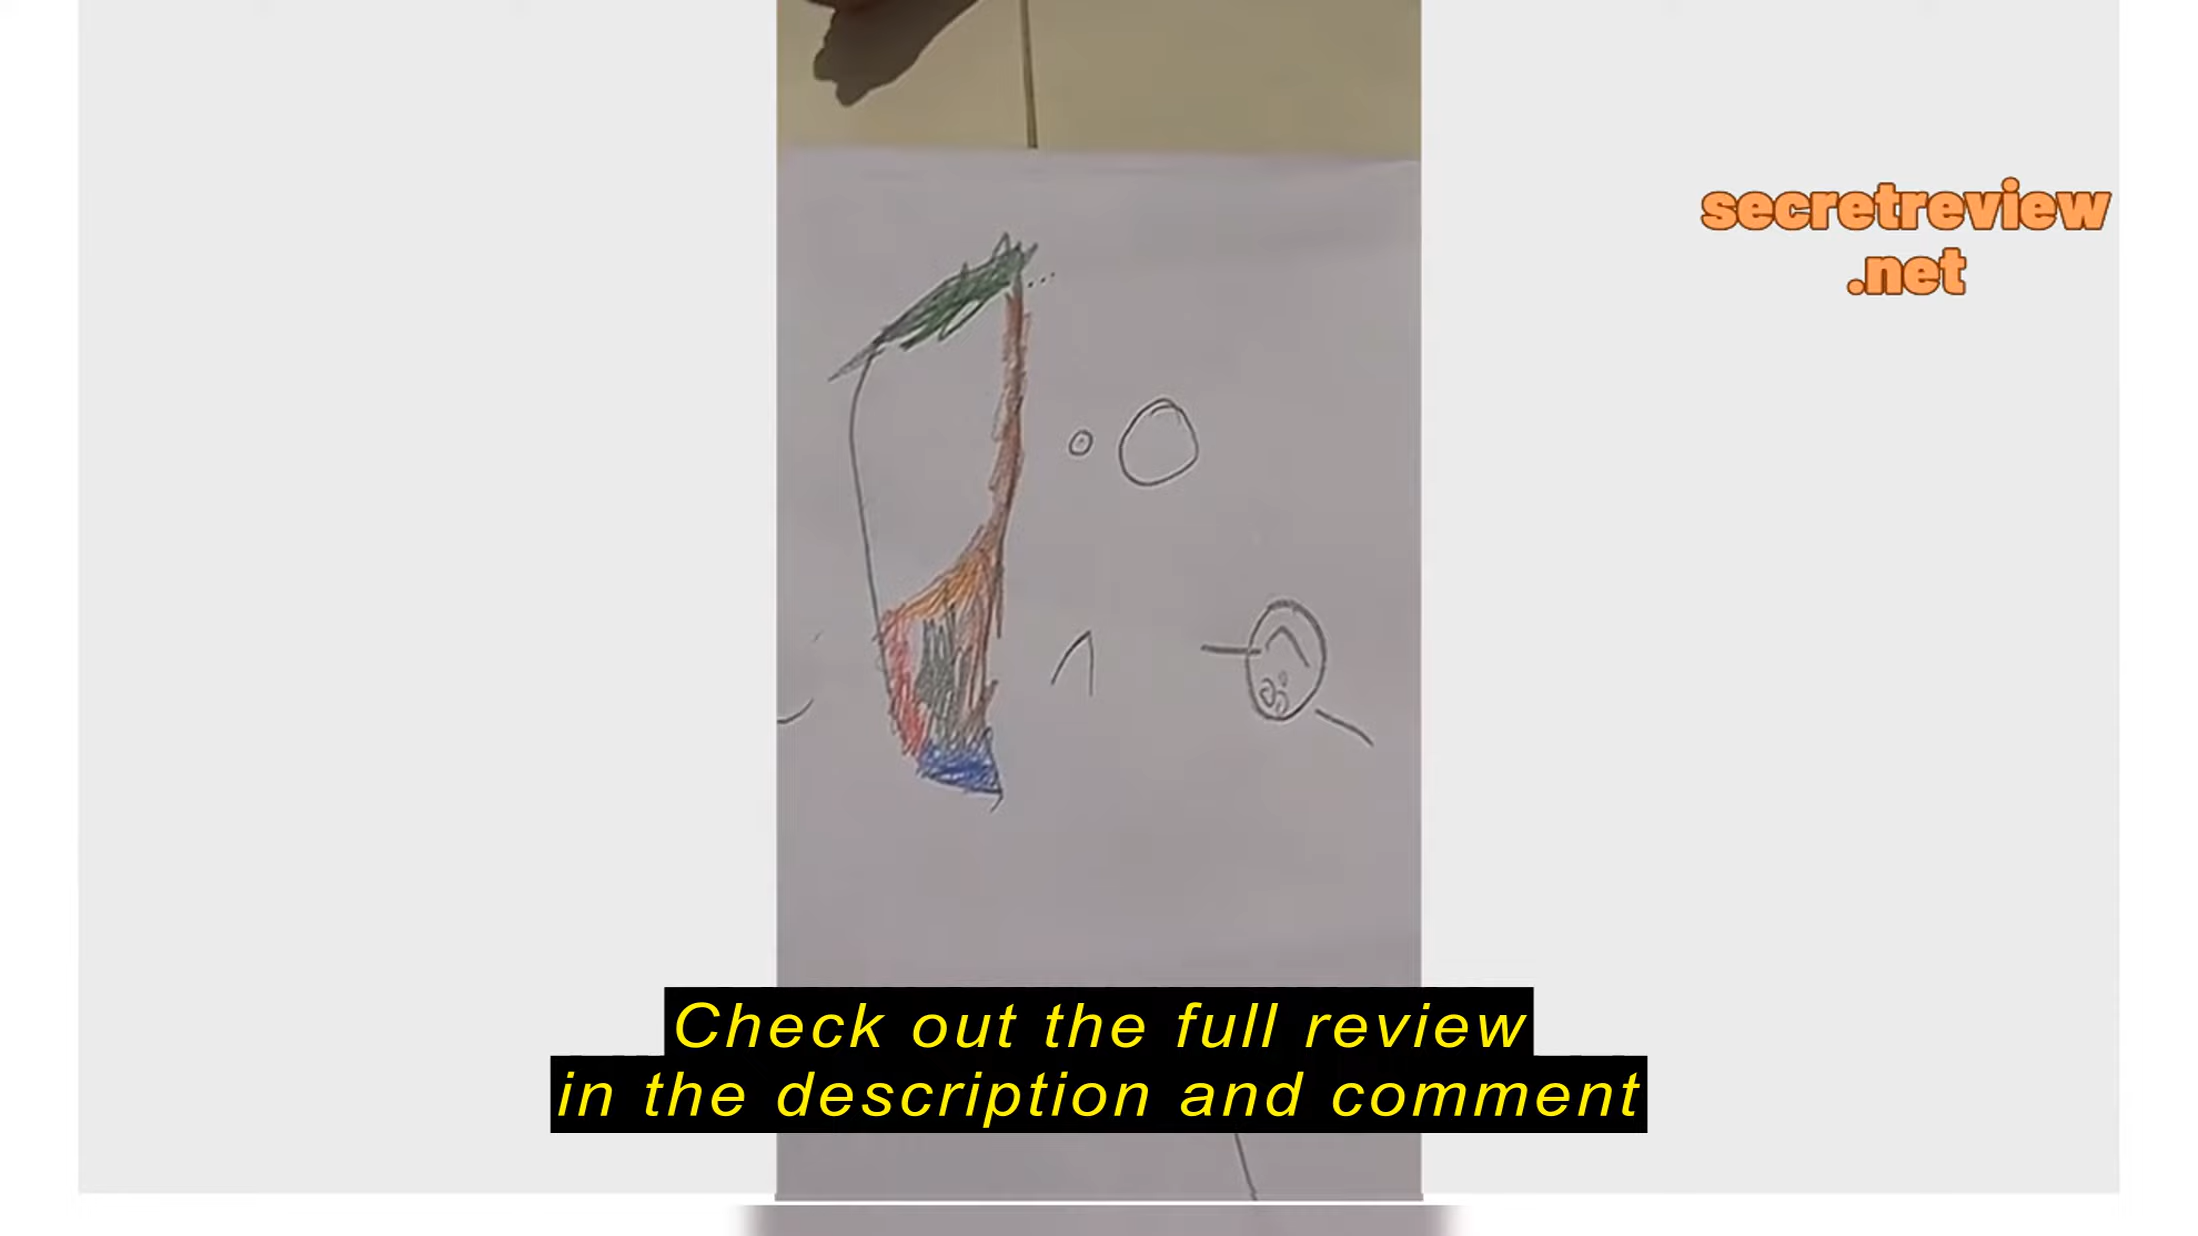 secretreview
.net
Check out the full review
in the description and comment